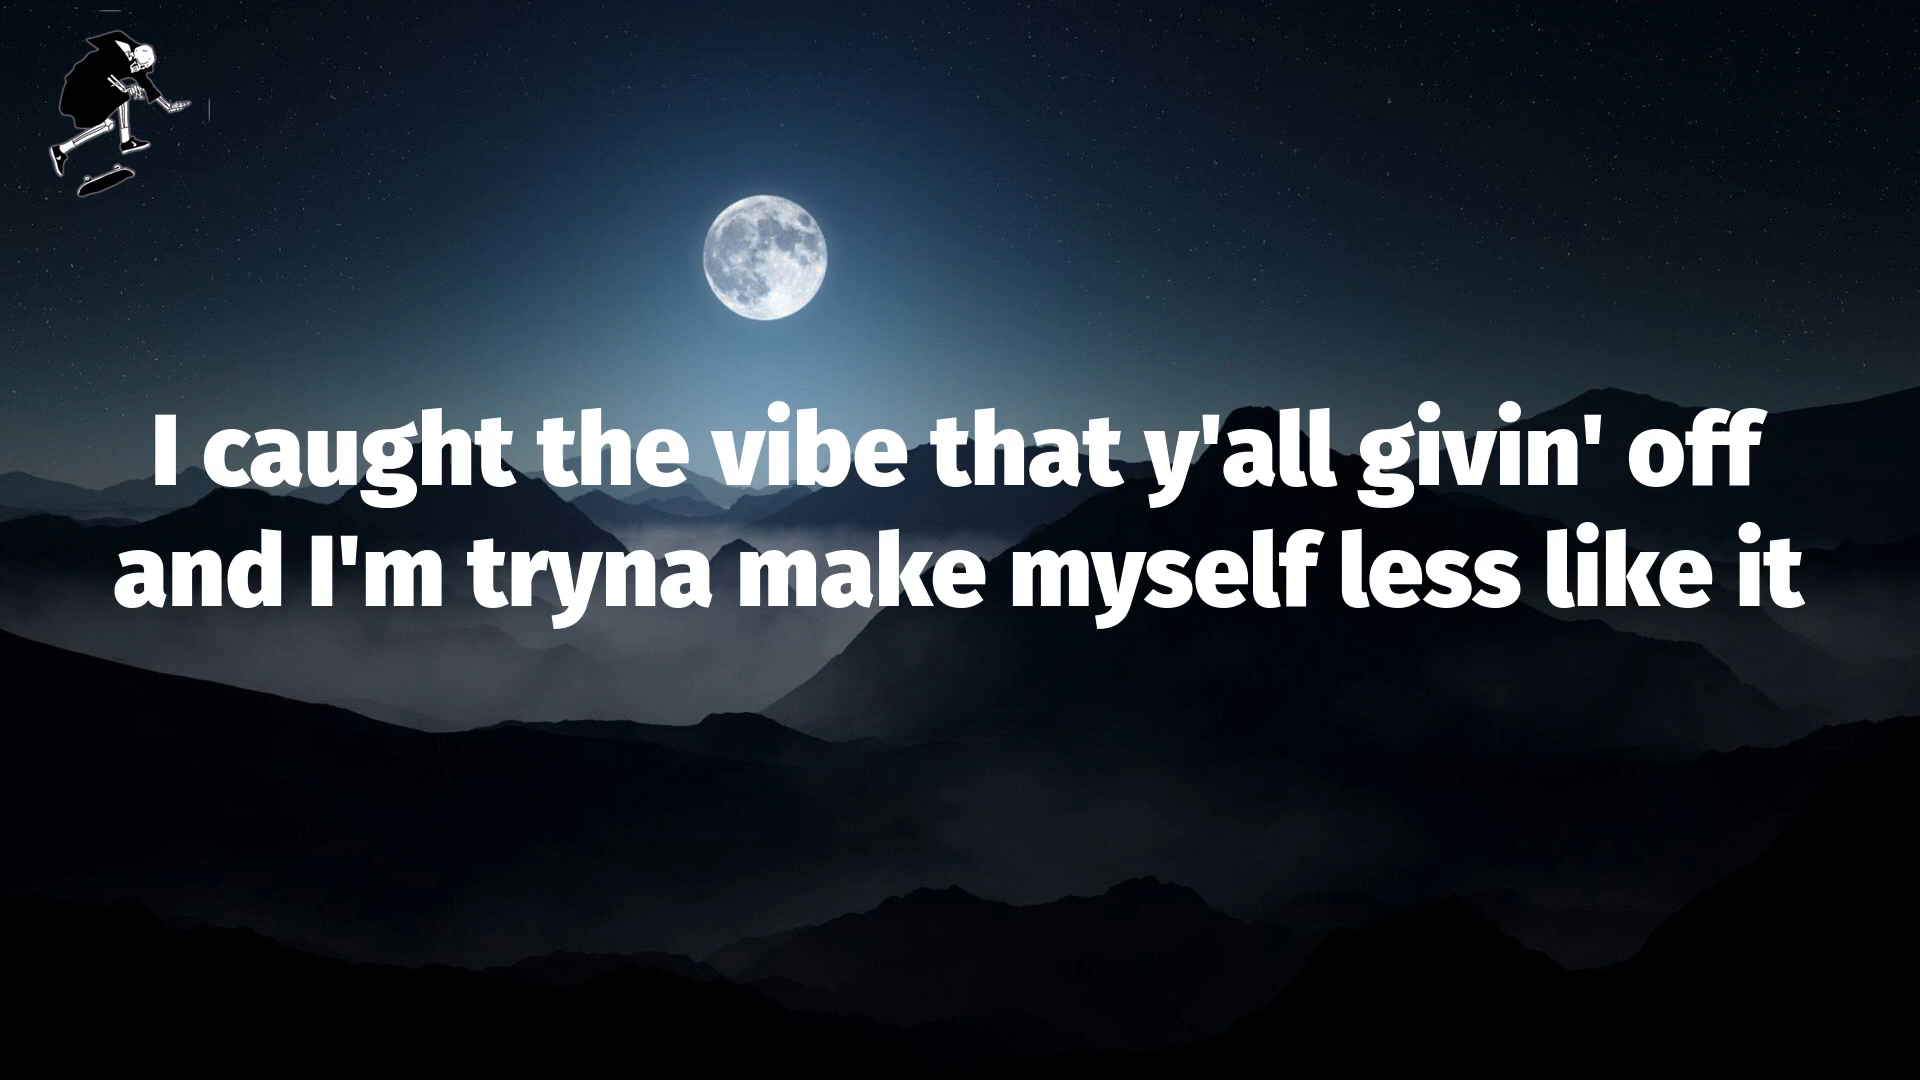 I caught the vibe that y'all givin' off
and I'm tryna make myself less like it